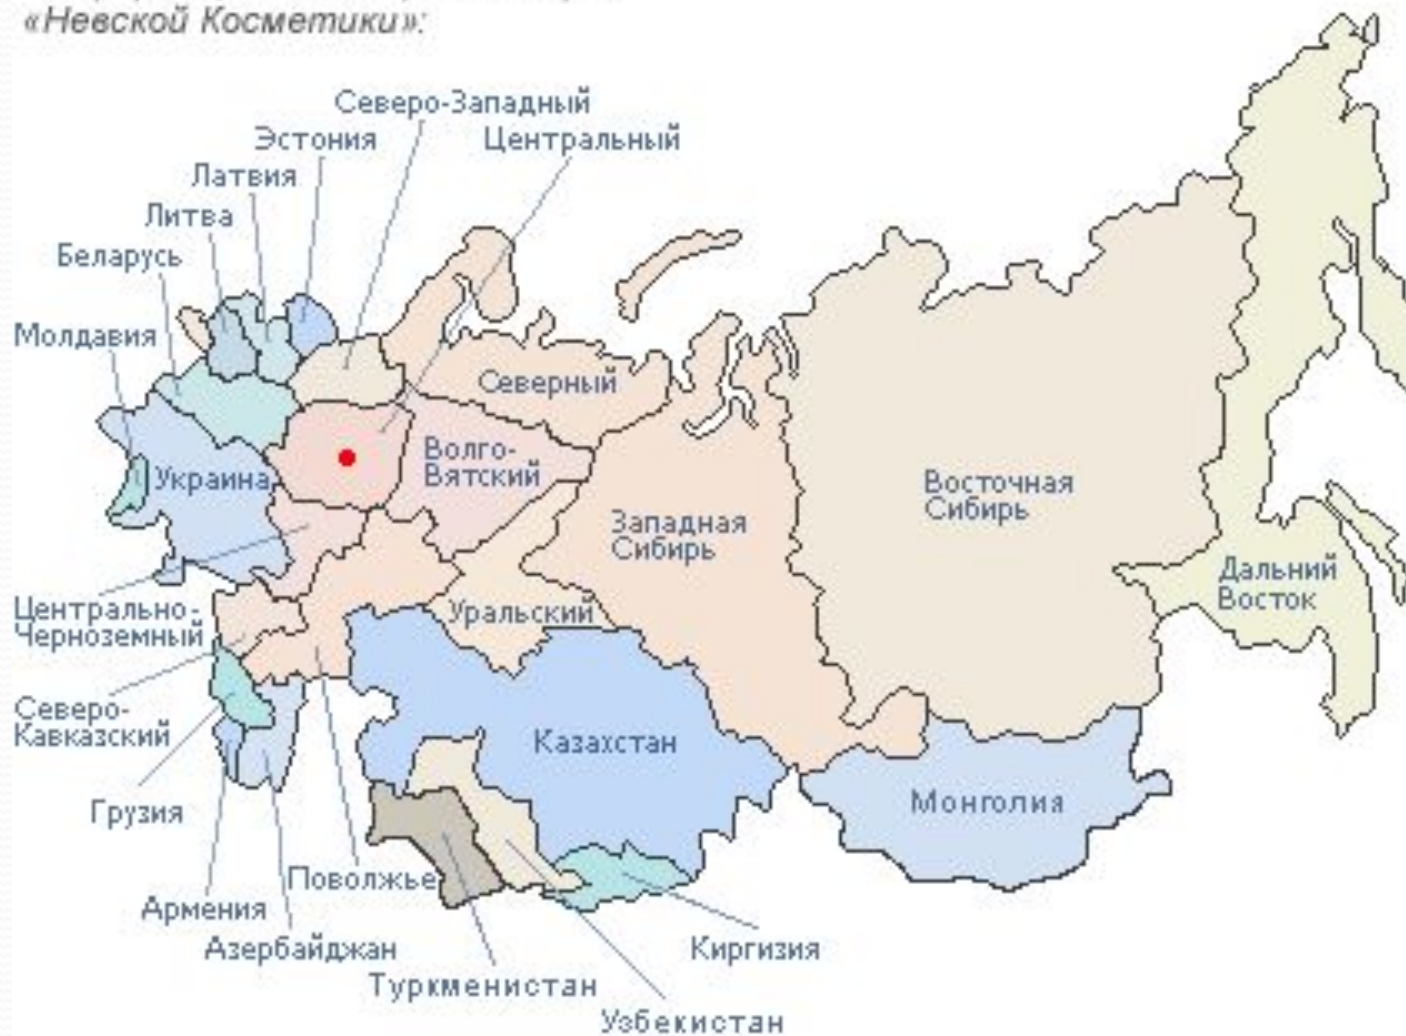 «Невской Косметики»:
Северо-Западный
Эстония
Центральный
Латвия
Литва
Беларусь
Молдавия
Северный
Волго-
Вятский
Украина
Западная
Сибирь
Восточная
Сибирь
Дальний
Восток
Уральский
Центрально-
Черноземный
Северо-
Кавказский
Казахстан
Монголия
Грузия
Поволжье
Армения
Азербайджан
Киргизия
Туркменистан
Узбекистан